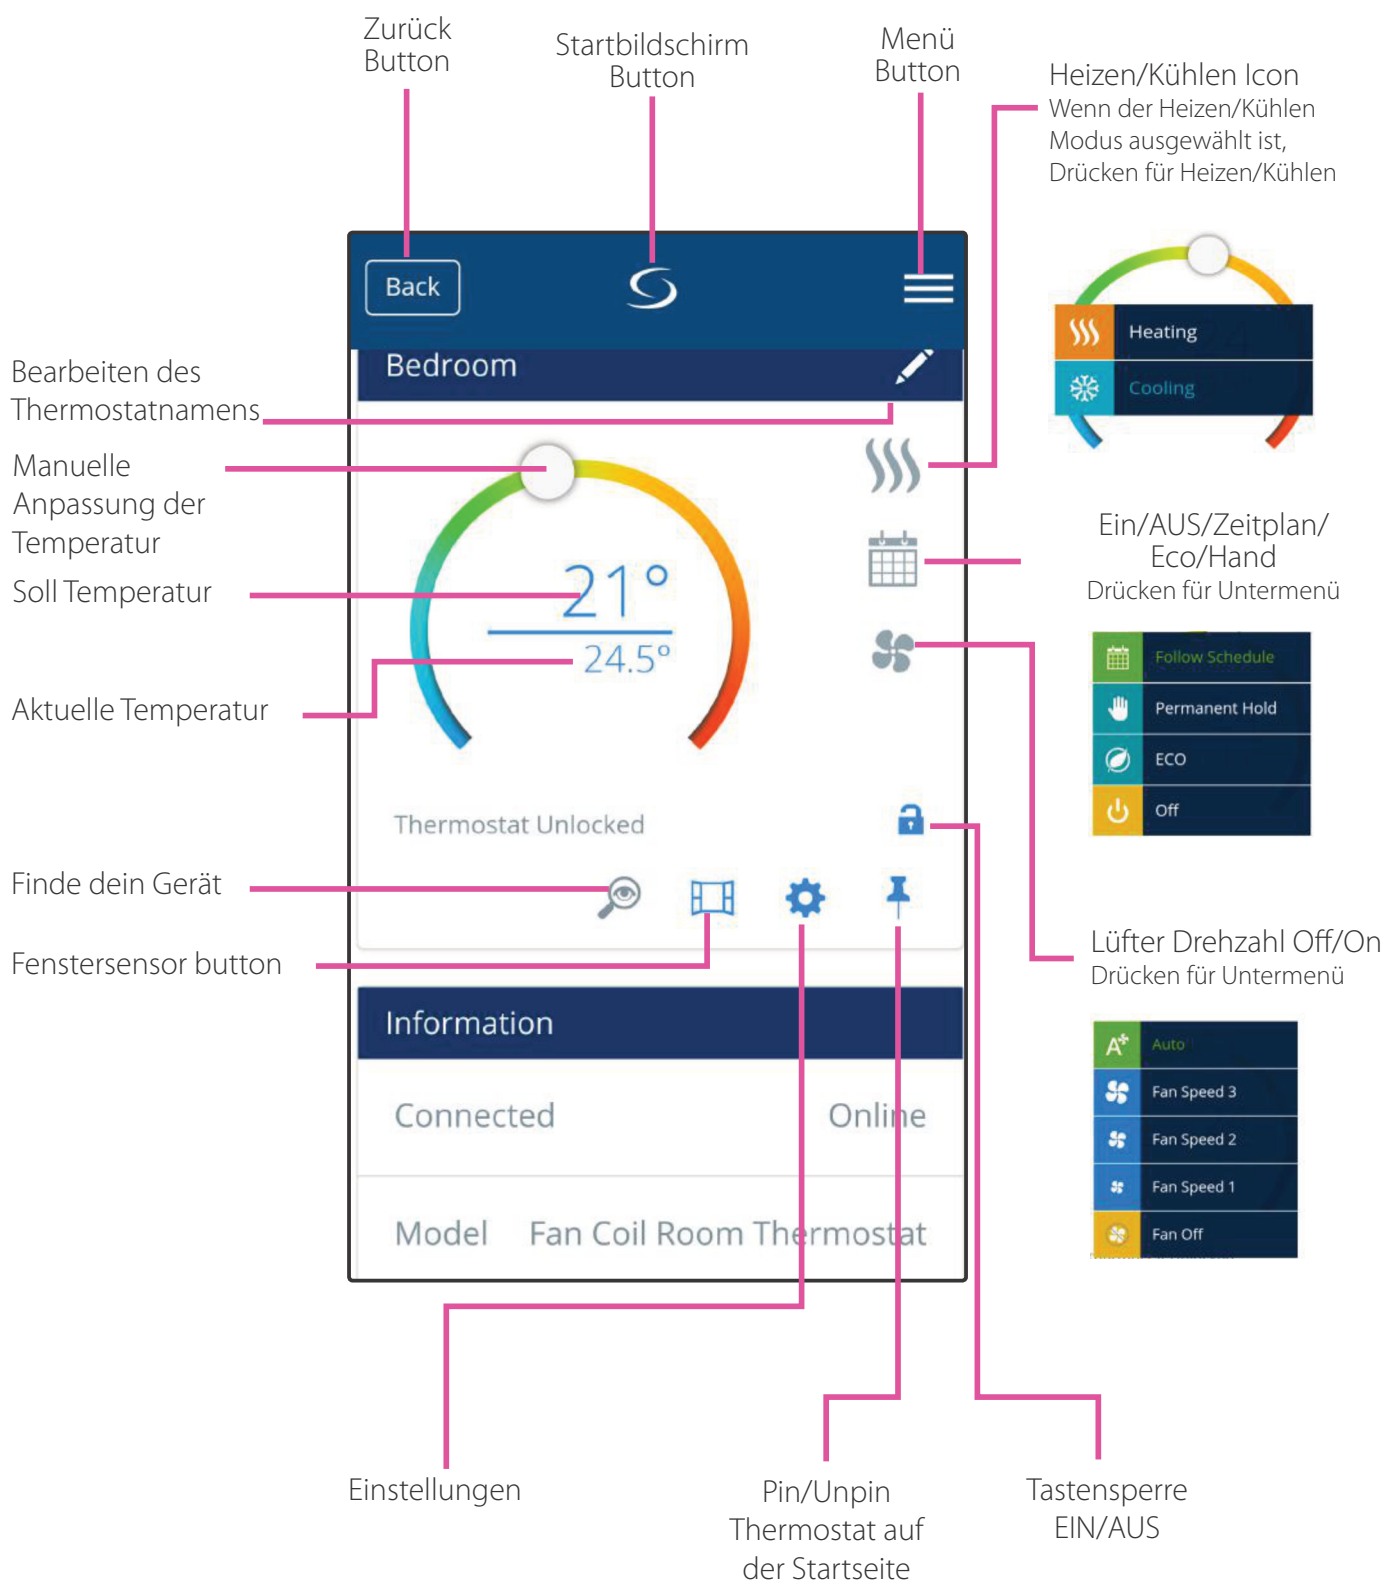 Zurück
Button
Startbildschirm
Button
Menü
Button
Heizen/Kühlen Icon
Wenn der Heizen/Kühlen
Modus ausgewählt ist,
Drücken für Heizen/Kühlen
Back
Heating
Cooling
Bedroom
Bearbeiten des
Thermostatnamens
Manuelle
Anpassung der
Temperatur
Soll Temperatur
21°
24.5°
Aktuelle Temperatur
Ein/AUS/Zeitplan/
Eco/Hand
Drücken für Untermenü
Follow Schedule
Permanent Hold
ECO
Off
Thermostat Unlocked
Finde dein Gerät
Fenstersensor button
Lüfter Drehzahl Off/On
Drücken für Untermenü
Auto
Fan Speed 3
Fan Speed 2
Fan Speed 1
Fan Off
Information
Connected Online
Model Fan Coil Room Thermostat
Einstellungen
Pin/Unpin
Thermostat auf
der Startseite
Tastensperre
EIN/AUS